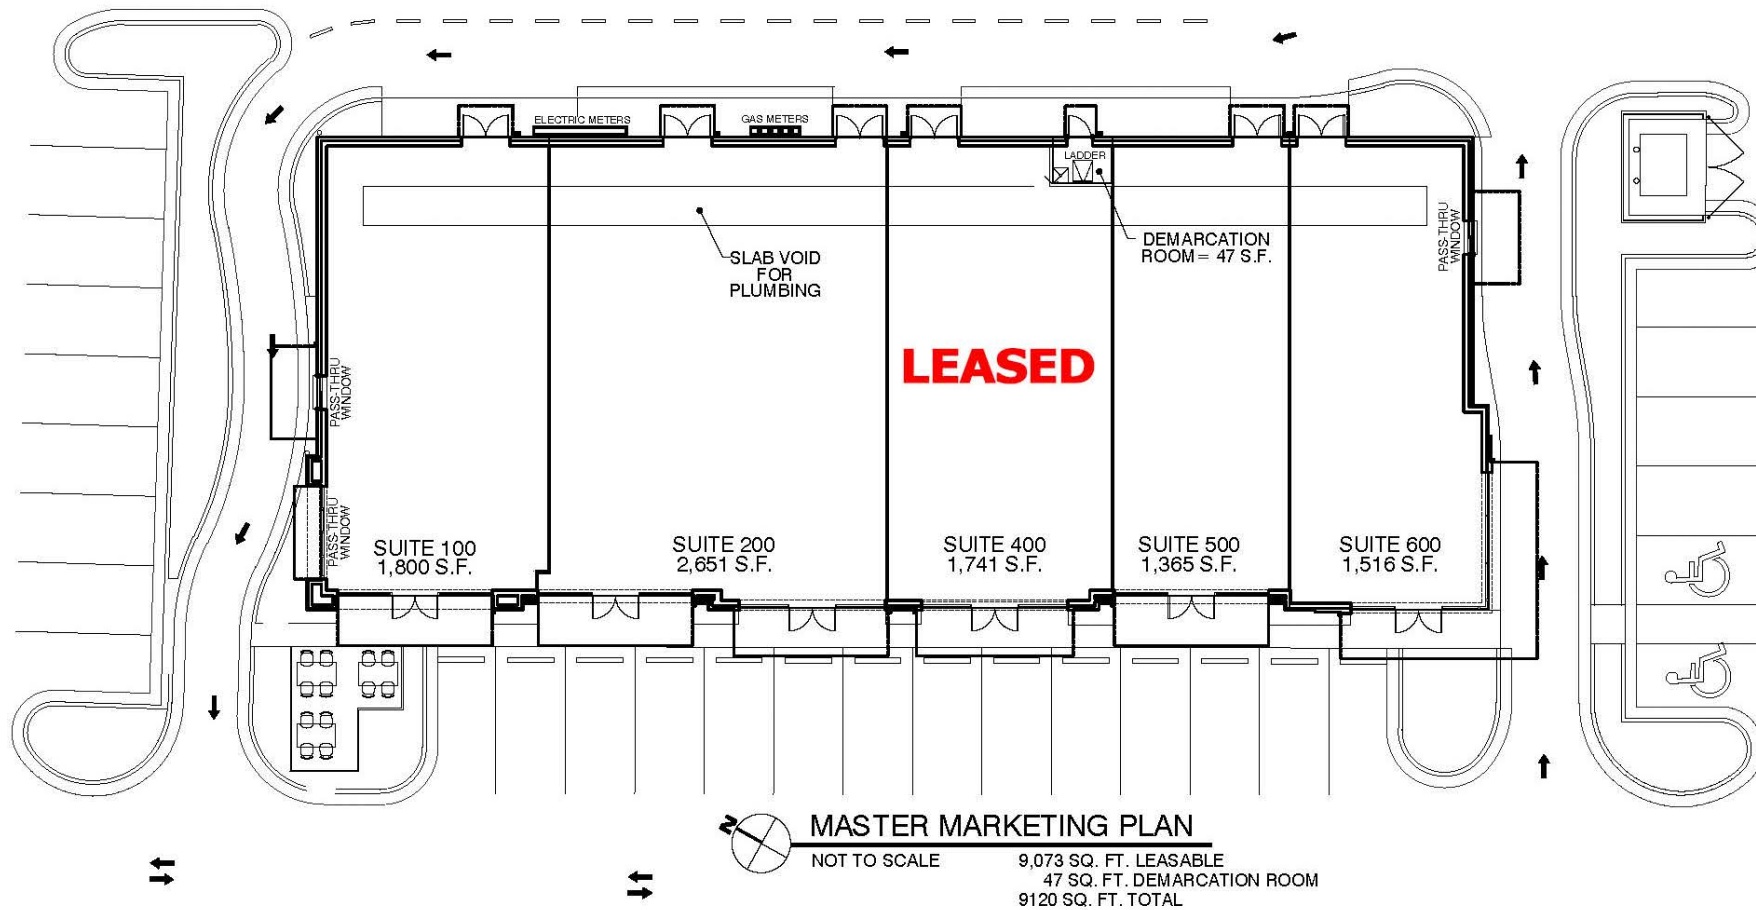 ELECTRIC METERS
GAS METERS
LADDER
PASS-THRU
WINDOW
DEMARCATION
ROOM = 47 S.F.
SLAB VOID
FOR
PLUMBING
LEASED
PASS-THRU
WINDOW
PASS-THRU
WINDOW
SUITE 100
1,800 S.F.
SUITE 200
2,651 S.F.
SUITE 400
1,741 S.F.
SUITE 500
1,365 S.F.
SUITE 600
1,516 S.F.
N
MASTER MARKETING PLAN
NOT TO SCALE
9,073 SQ. FT. LEASABLE
47 SQ. FT. DEMARCATION ROOM
9120 SQ. FT. TOTAL